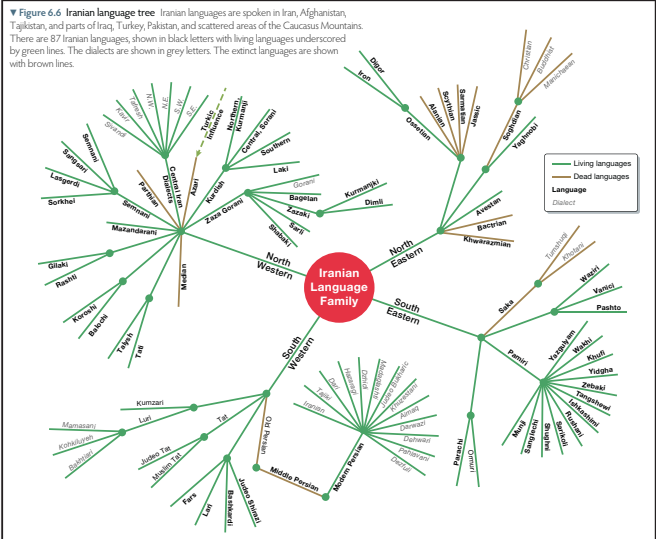 ▼ Figure 6.6 Iranian language tree Iranian languages are spoken in Iran, Afghanistan,
Tajikistan, and parts of Iraq, Turkey, Pakistan, and scattered areas of the Caucasus Mountains.
There are 87 Iranian languages, shown in black letters with living languages underscored
by green lines. The dialects are shown in grey letters. The extinct languages are shown
with brown lines.
Iranian
Language
Family
North
Western
Semnani
Sangsari
Lasgerdi
Sorkhei
Semnani
Sirandi
Kavir
Tafresh
N.W.
N.E.
S.W.
S.E.
Central Iran
Dialects
Parthian
Azari
Turkic
Influence
Kurdish
Northern,
Kurmanji
Central, Sorani
Southern
Laki
Zaza Gorani
Gorani
Bagelan
Zazaki
Kurmanjki
Dimli
Sarli
Shabaki
Mazandarani
Gilaki
Rashti
Koroshi
Balochi
Talysh
Tati
Median
North
Eastern
Ossetian
Digor
Iron
Alanian
Scythian
Sarmatian
Jassic
Soghdian
Christian
Buddhist
Manichaean
Yaghnobi
Avestan
Bactrian
Khwarazmian
Living languages
Dead languages
Language
Dialect
South
Eastern
Saka
Tumshuqi
Khotani
Waziri
Vanici
Pashto
Pamiri
Yazgulyam
Wakhi
Khufi
Yidgha
Zebaki
Tangshewi
Ishkashimi
Rushani
Sarikoli
Shughni
Sanglechi
Munji
Parachi
Ormuri
South
Western
Kumzari
Luri
Mamasani
Kohkiluyeh
Bakhtiari
Tat
Judeo Tat
Muslim Tat
Fars
Lari
Bashkardi
Judeo Shirazi
Old Persian
Middle Persian
Modern Persian
Iranian
Tajiki
Dari
Hazaragi
Judeo Bukharic
Khuzestani
Aimaq
Darwazi
Dehwari
Pahlavani
Dezfuli